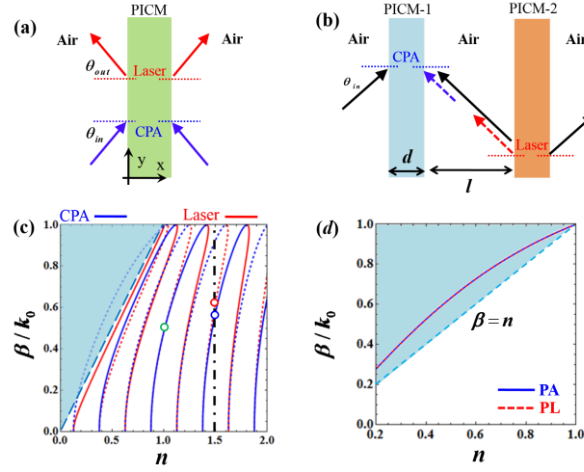 (a)
PICM
Air
Air
θout
Laser
θin
CPA
y
x
(b)
PICM-1
PICM-2
Air
Air
Air
CPA
θin
Laser
d
l
(c)
CPA
Laser
β/k0
1.0
0.8
0.6
0.4
0.2
0.0
0.0
0.5
1.0
1.5
2.0
n
(d)
β/k0
1.0
0.8
0.6
0.4
0.2
0.0
β=n
PA
PL
0.2
0.4
0.6
0.8
1.0
n